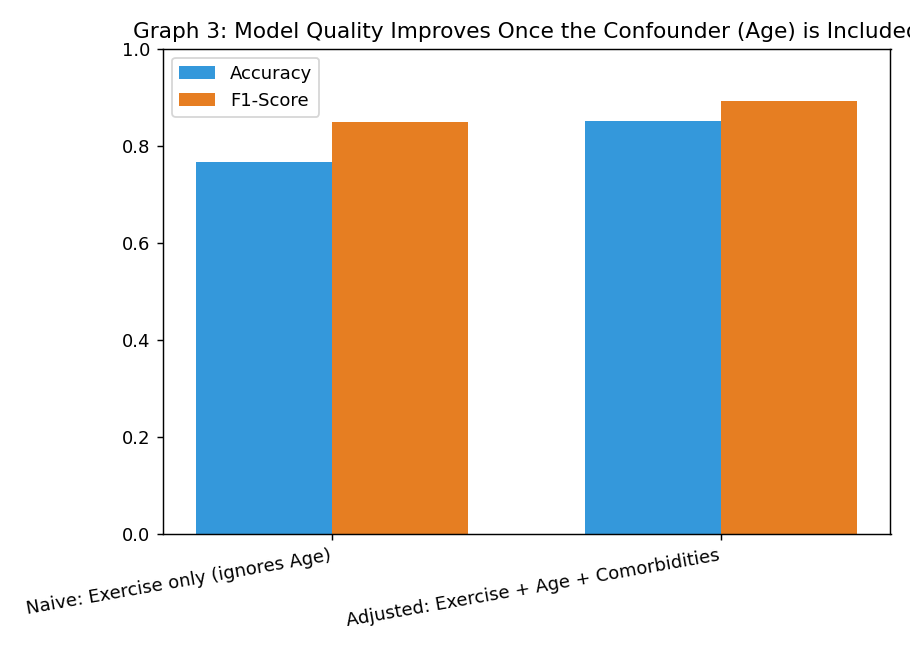 Graph 3: Model Quality Improves Once the Confounder (Age) is Include
1.0
Accuracy
F1-Score
0.8
0.6
0.4
0.2
0.0
Naive: Exercise only (ignores Age)
Adjusted: Exercise + Age + Comorbidities